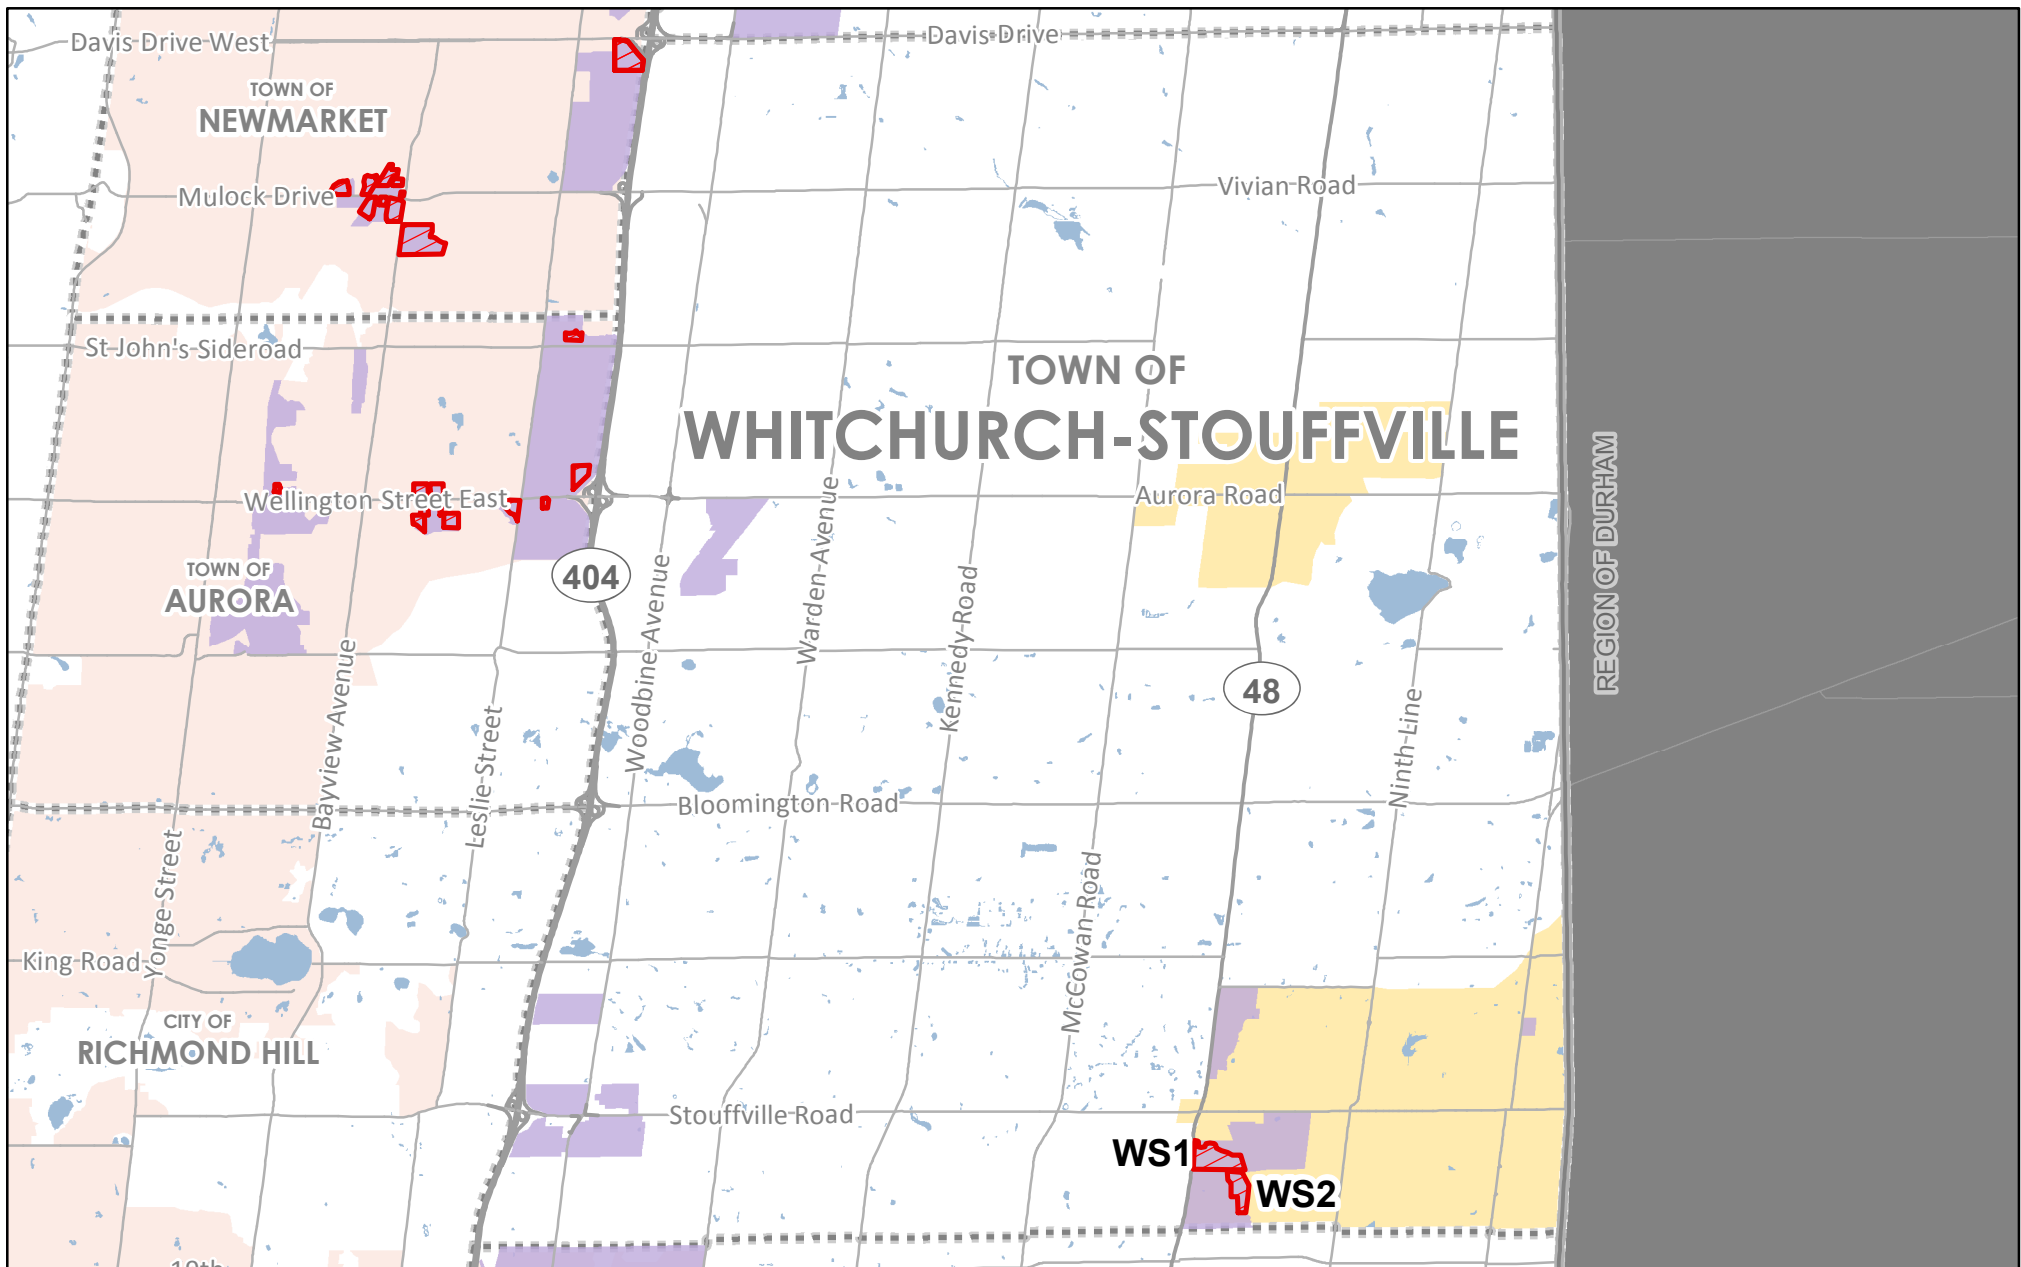 Davis Drive West
Davis Drive
TOWN OF
NEWMARKET
Mulock Drive
Vivian Road
St John's Sideroad
TOWN OF
WHITCHURCH-STOUFFVILLE
Wellington Street East
Aurora Road
REGION OF DURHAM
TOWN OF
AURORA
404
Woodbine Avenue
Warden Avenue
Kennedy Road
48
Bayview Avenue
Leslie Street
Ninth Line
Bloomington Road
Yonge Street
McCowan Road
King Road
CITY OF
RICHMOND HILL
Stouffville Road
WS1
WS2